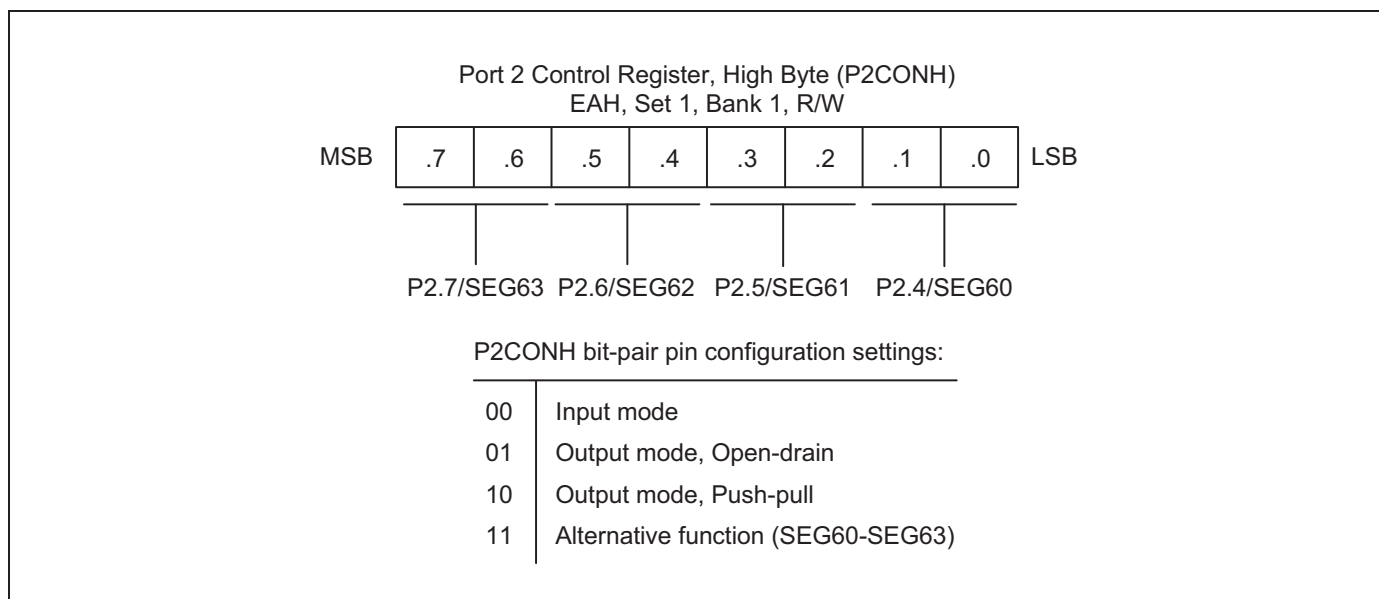 Port 2 Control Register, High Byte (P2CONH)
EAH, Set 1, Bank 1, R/W
MSB .7 .6 .5 .4 .3 .2 .1 .0 LSB
P2.7/SEG63 P2.6/SEG62 P2.5/SEG61 P2.4/SEG60
P2CONH bit-pair pin configuration settings:
00 Input mode
01 Output mode, Open-drain
10 Output mode, Push-pull
11 Alternative function (SEG60-SEG63)